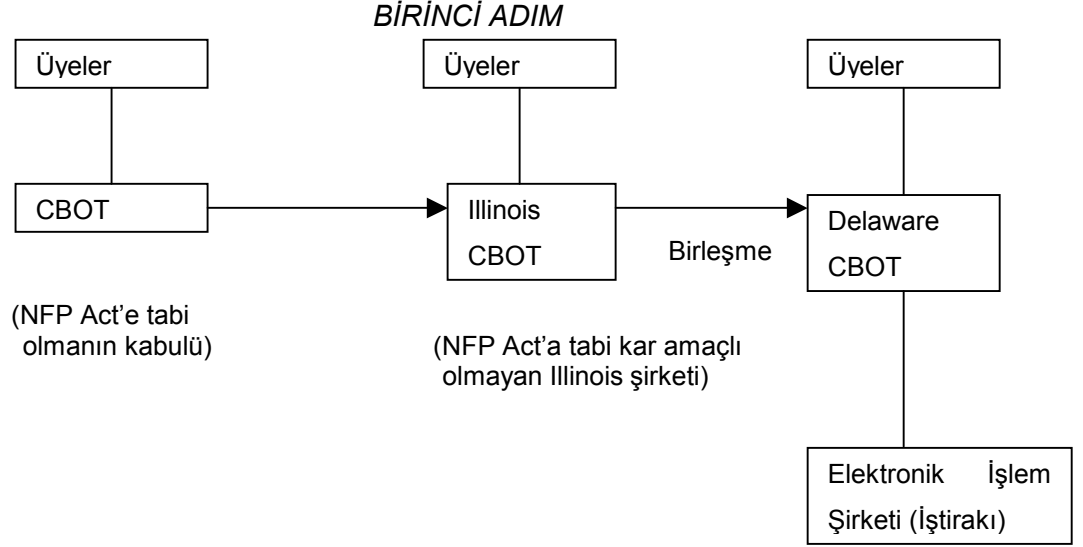 BİRİNCİ ADIM
Üyeler
Üyeler
Üyeler
CBOT
Illinois
CBOT
Birleşme
Delaware
CBOT
(NFP Act’e tabi
olmanın kabulü)
(NFP Act’a tabi kar amaçlı
olmayan Illinois şirketi)
Elektronik İşlem
Şirketi (İştirakı)